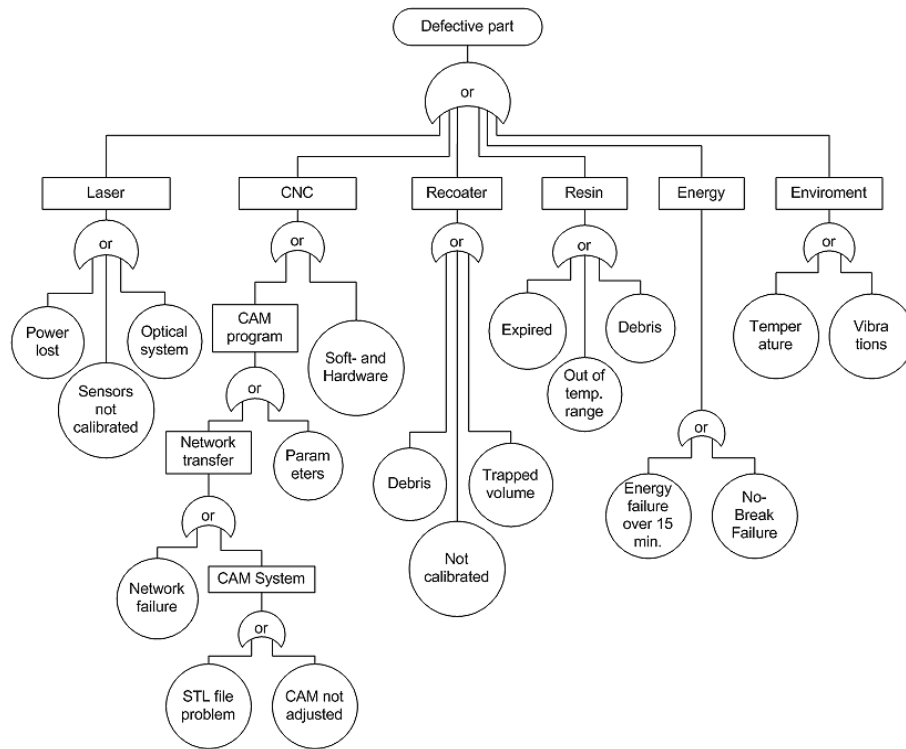 Defective part
or
Laser
CNC
Recoater
Resin
Energy
Enviroment
or
or
or
or
or
Power
lost
Sensors
not
calibrated
Optical
system
CAM
program
Soft- and
Hardware
Expired
Out of
temp.
range
Debris
Temper
ature
Vibra
tions
or
Network
transfer
Param
eters
Debris
Not
calibrated
Trapped
volume
or
Energy
failure
over 15
min.
No-
Break
Failure
or
Network
failure
CAM System
or
STL file
problem
CAM not
adjusted